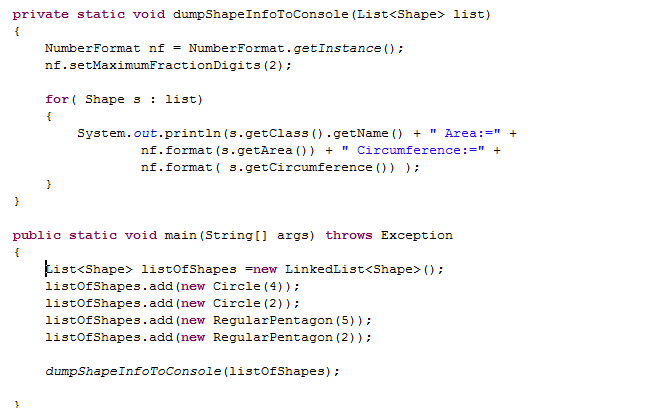 private static void dumpShapeInfoToConsole(List<Shape> list)
{
NumberFormat nf = NumberFormat.getInstance();
nf.setMaximumFractionDigits(2);
for( Shape s : list)
{
System.out.println(s.getClass().getName() + " Area:=" +
nf.format(s.getArea()) + " Circumference:=" +
nf.format( s.getCircumference()) );
}
}
public static void main(String[] args) throws Exception
{
List<Shape> listOfShapes =new LinkedList<Shape>();
listOfShapes.add(new Circle(4));
listOfShapes.add(new Circle(2));
listOfShapes.add(new RegularPentagon(5));
listOfShapes.add(new RegularPentagon(2));
dumpShapeInfoToConsole(listOfShapes);
}